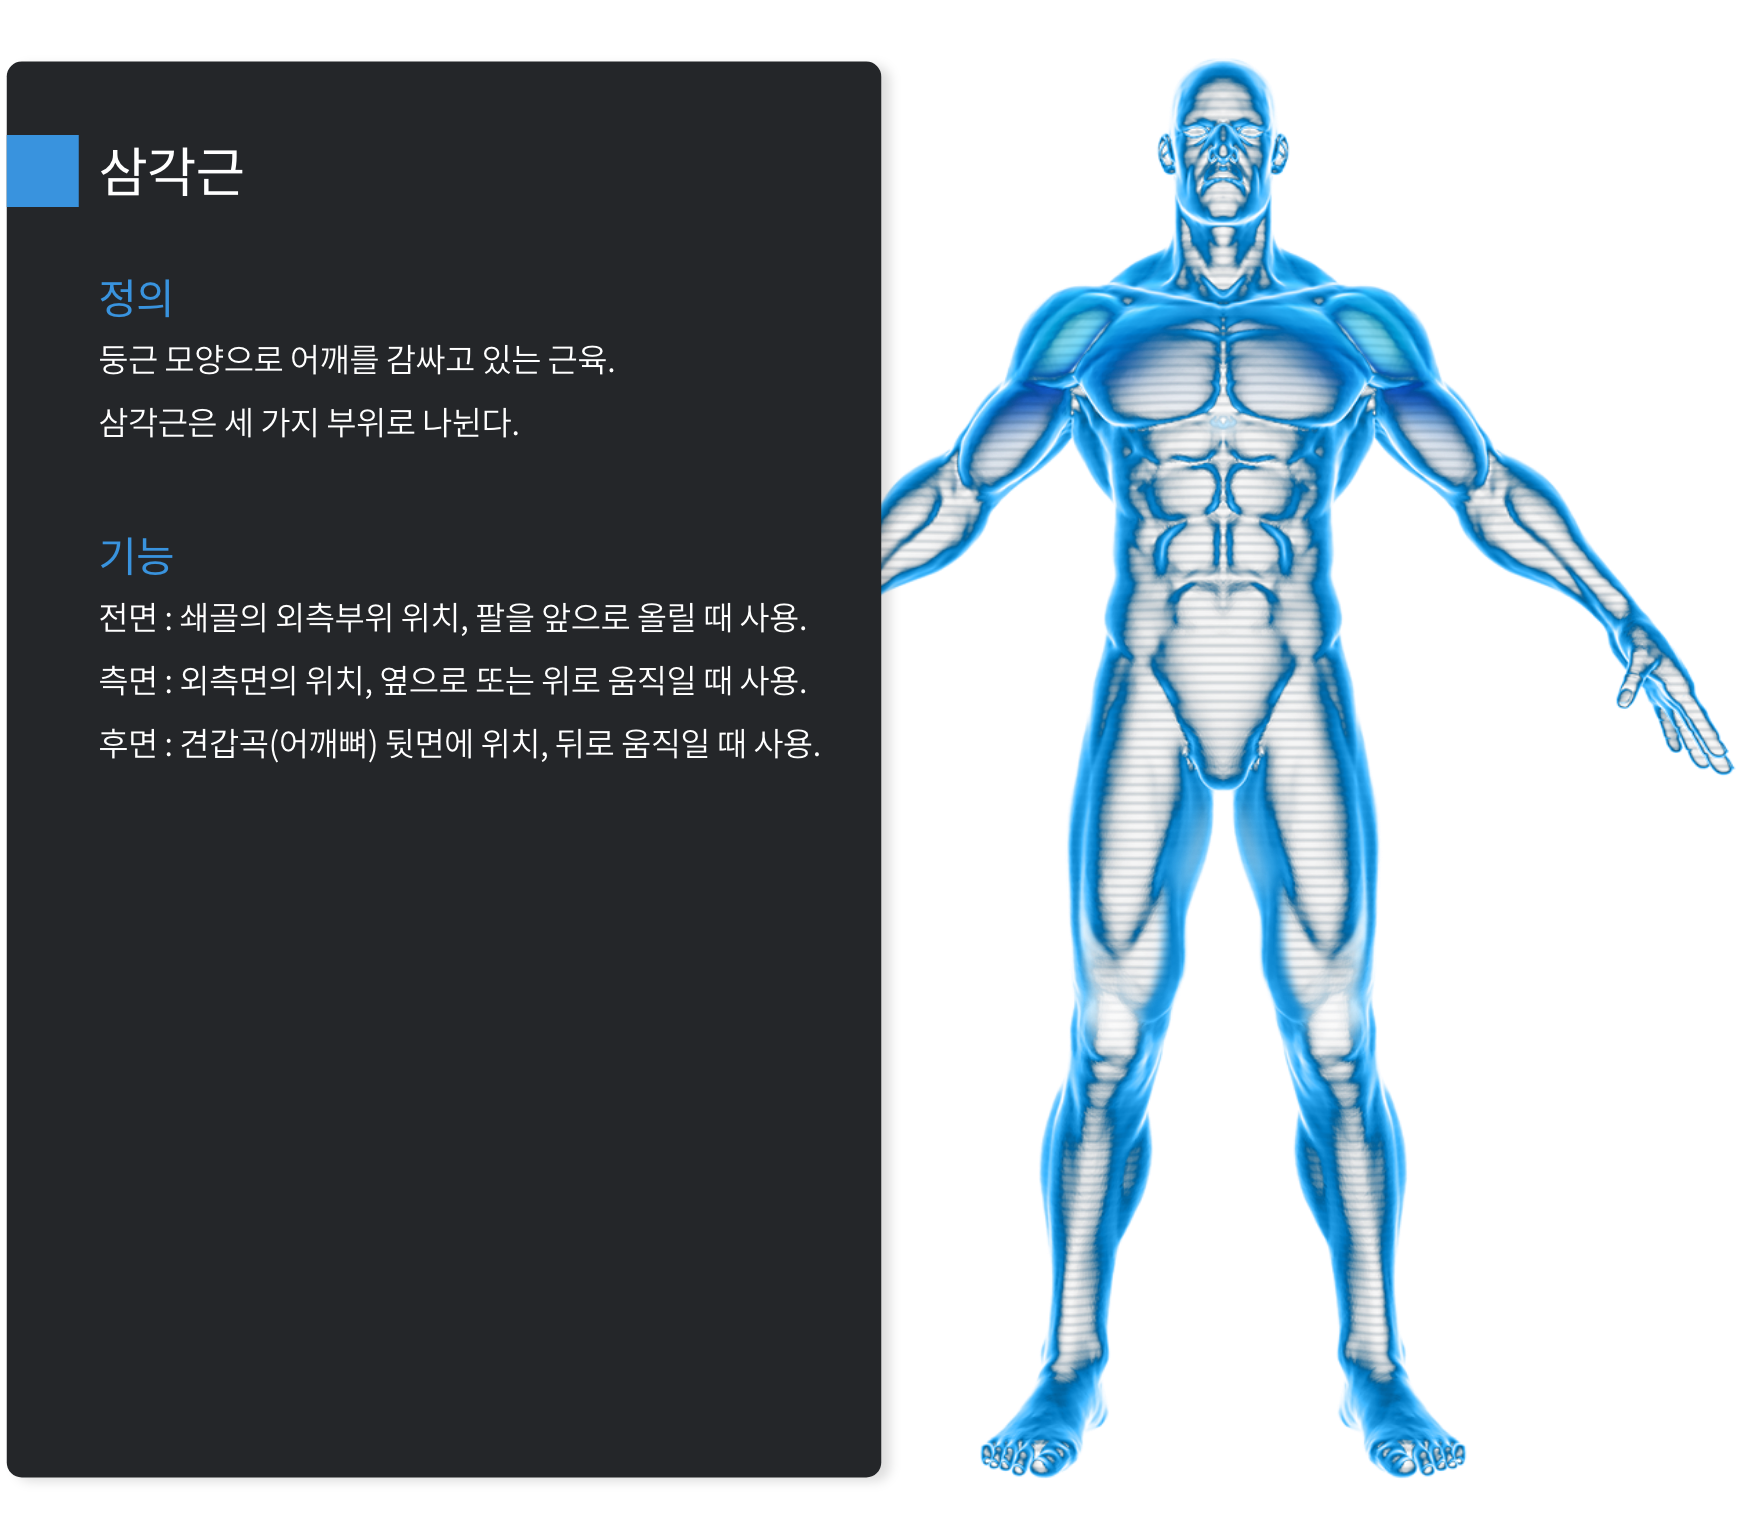 삼각근
정의
둥근 모양으로 어깨를 감싸고 있는 근육.
삼각근은 세 가지 부위로 나뉜다.
기능
전면 : 쇄골의 외측부위 위치, 팔을 앞으로 올릴 때 사용.
측면 : 외측면의 위치, 옆으로 또는 위로 움직일 때 사용.
후면 : 견갑곡(어깨뼈) 뒷면에 위치, 뒤로 움직일 때 사용.